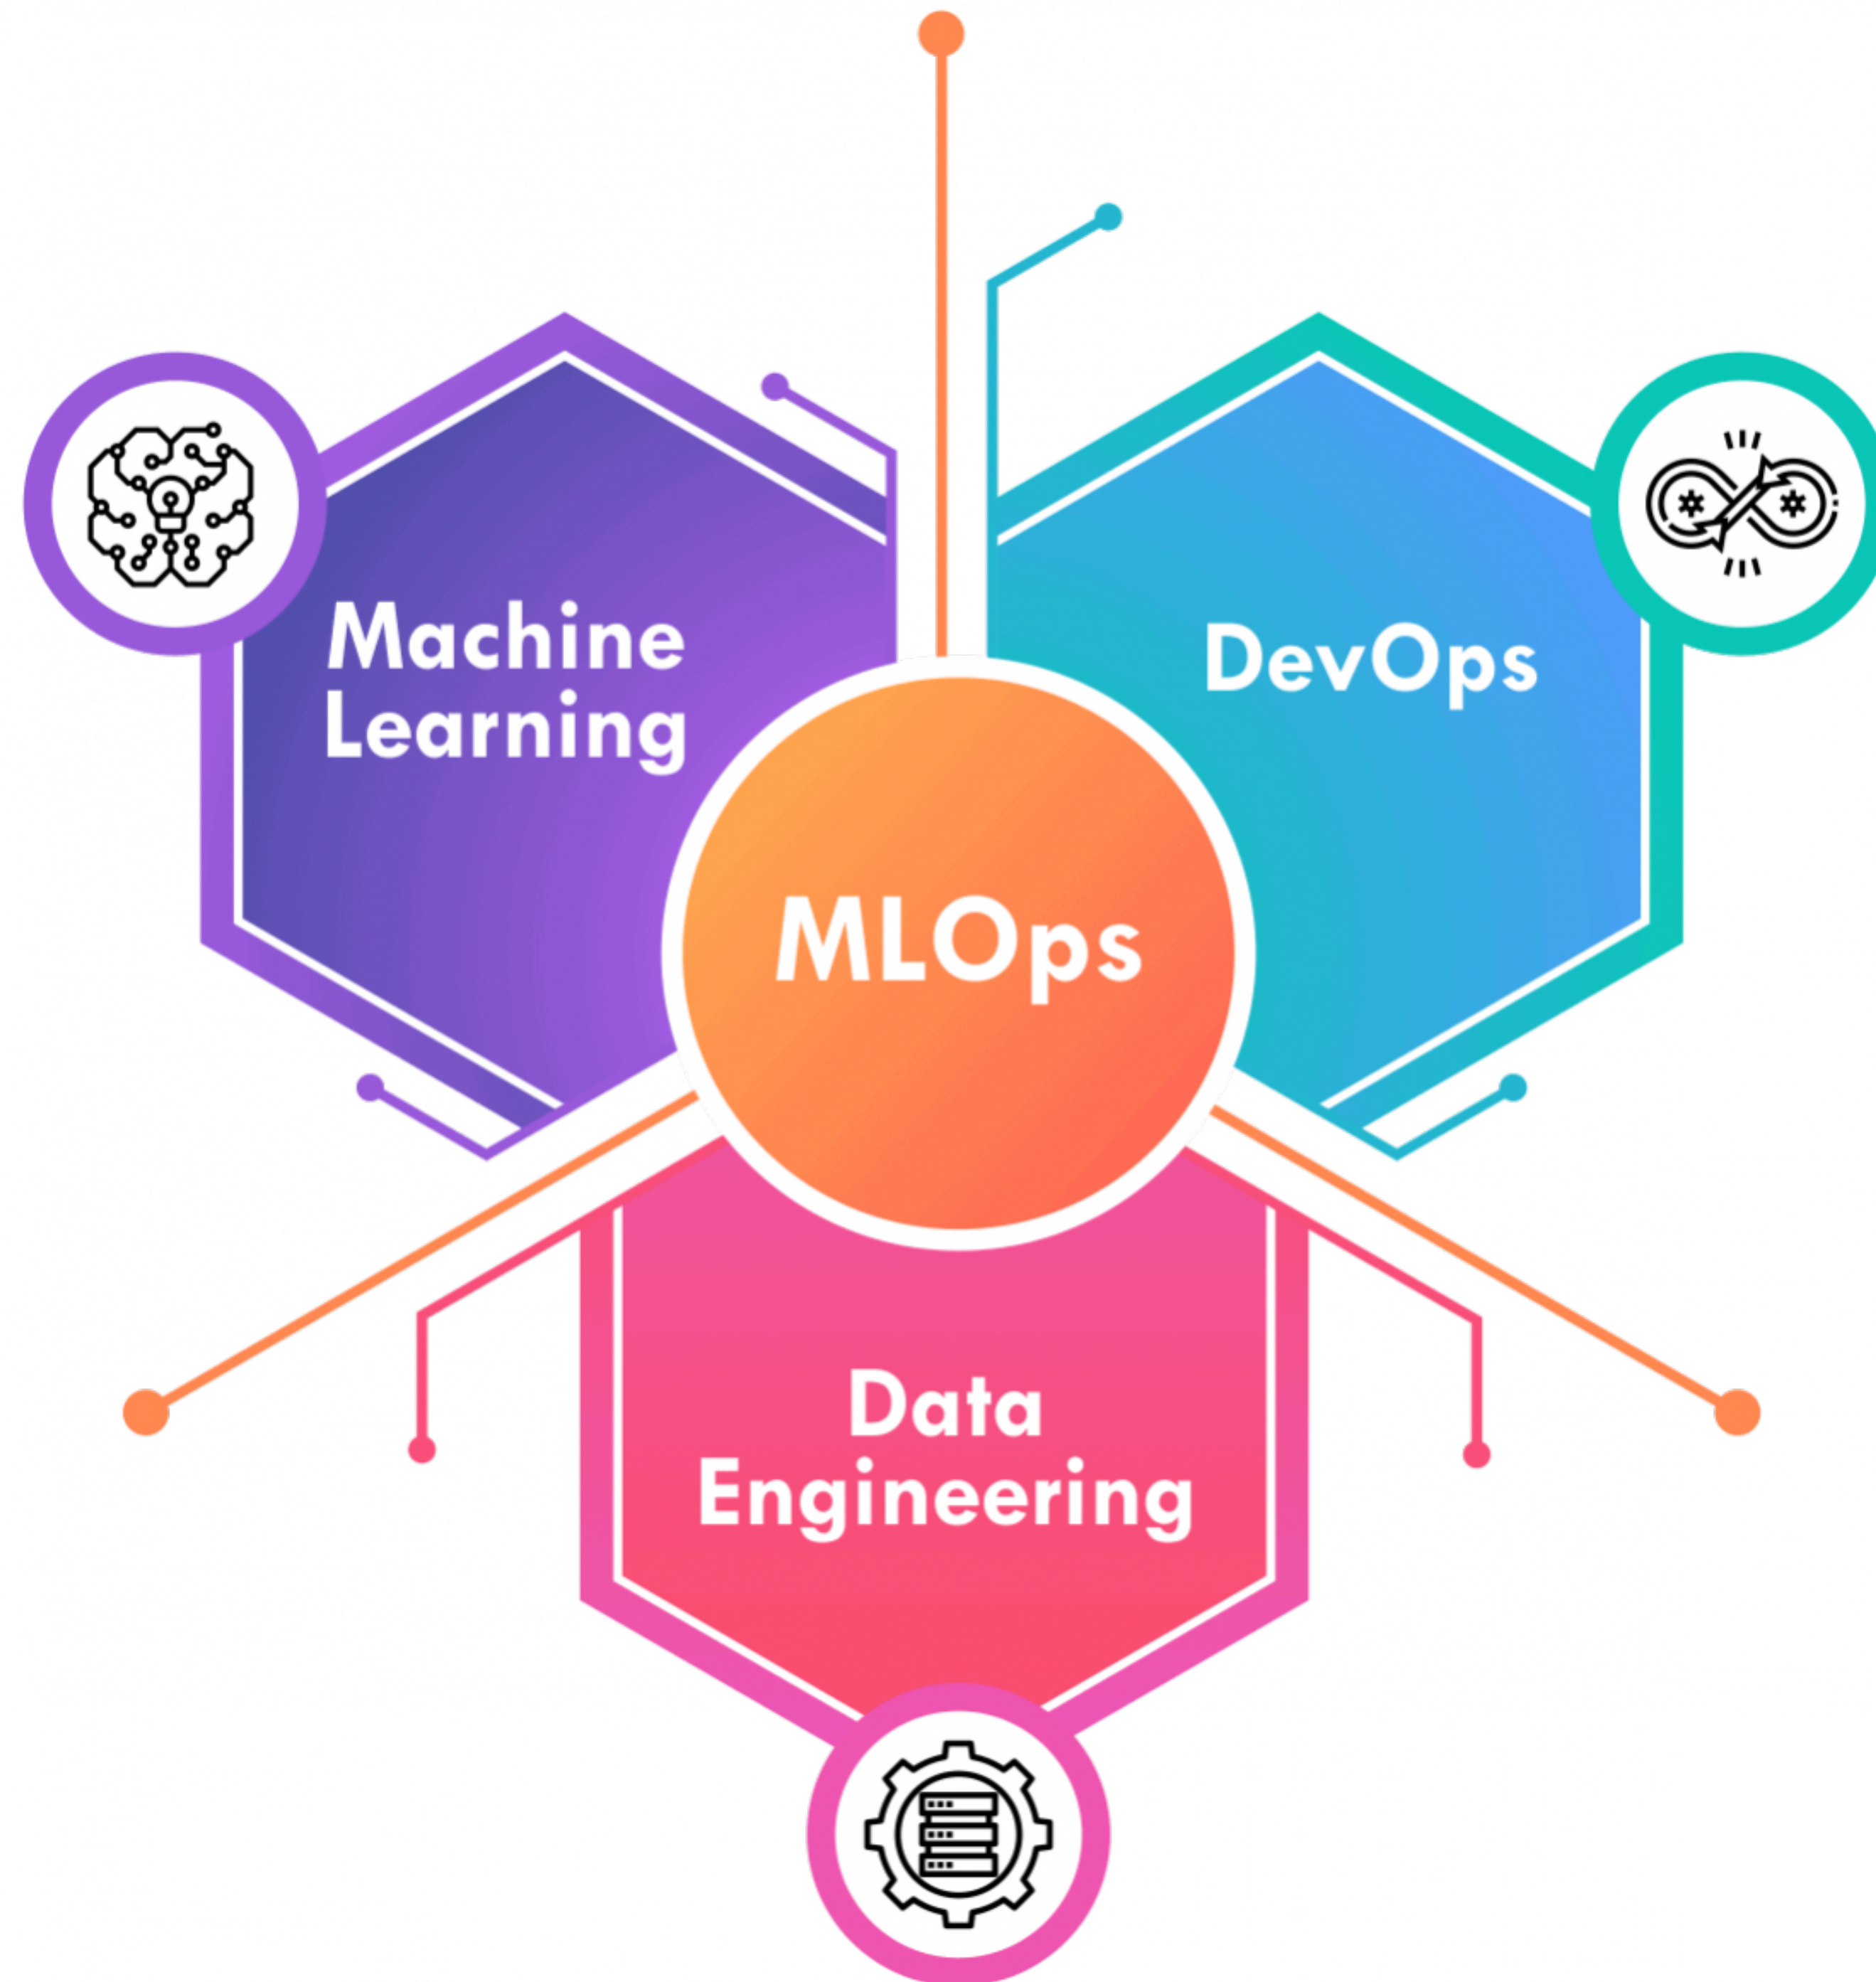 Machine
Learning
DevOps
MLOps
Data
Engineering